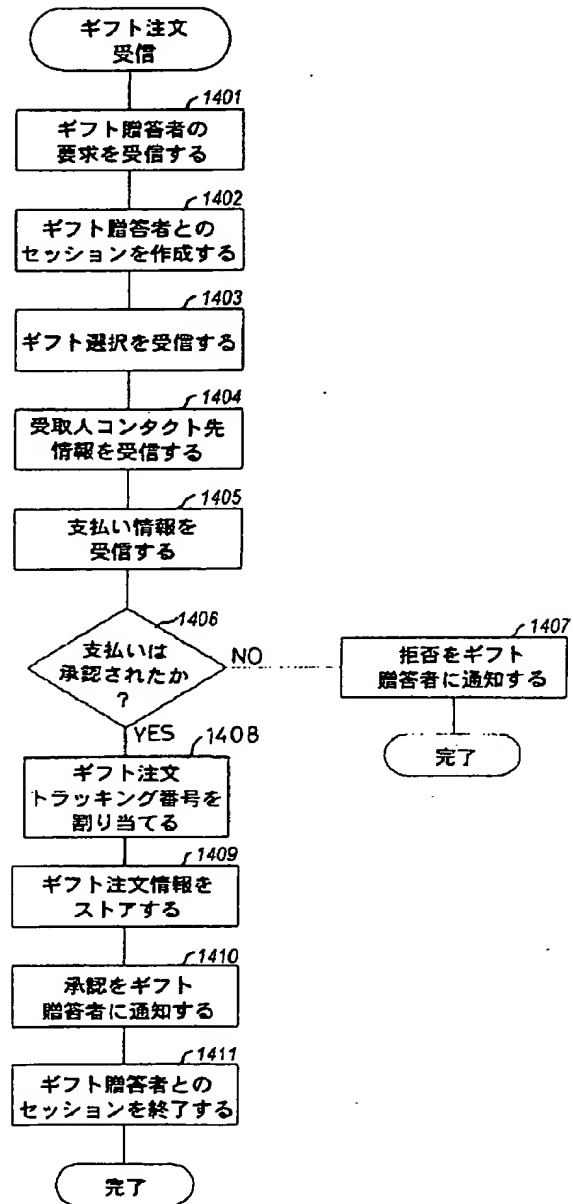 ギフト注文
受信
1401
ギフト贈答者の
要求を受信する
1402
ギフト贈答者との
セッションを作成する
1403
ギフト選択を受信する
1404
受取人コンタクト先
情報を受信する
1405
支払い情報を
受信する
1406
支払いは
承認されたか
?
NO
1407
拒否をギフト
贈答者に通知する
完了
YES
1408
ギフト注文
トラッキング番号を
割り当てる
1409
ギフト注文情報を
ストアする
1410
承認をギフト
贈答者に通知する
1411
ギフト贈答者との
セッションを終了する
完了